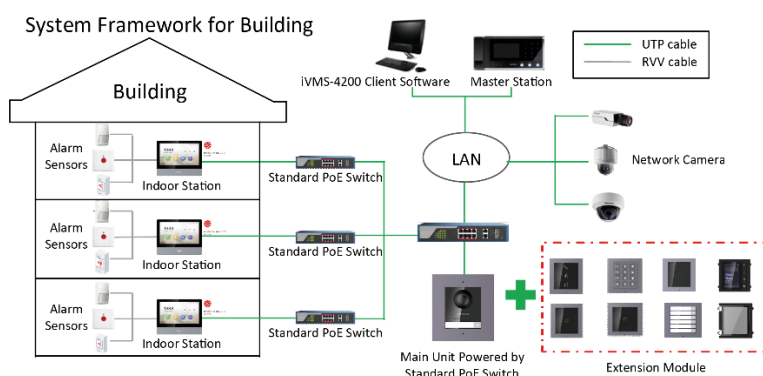 System Framework for Building
UTP cable
RVV cable
iVMS-4200 Client Software
Master Station
Building
LAN
Network Camera
Alarm
Sensors
Indoor Station
Standard PoE Switch
Alarm
Sensors
Indoor Station
Standard PoE Switch
Alarm
Sensors
Indoor Station
Standard PoE Switch
Main Unit Powered by
Standard PoE Switch
Extension Module